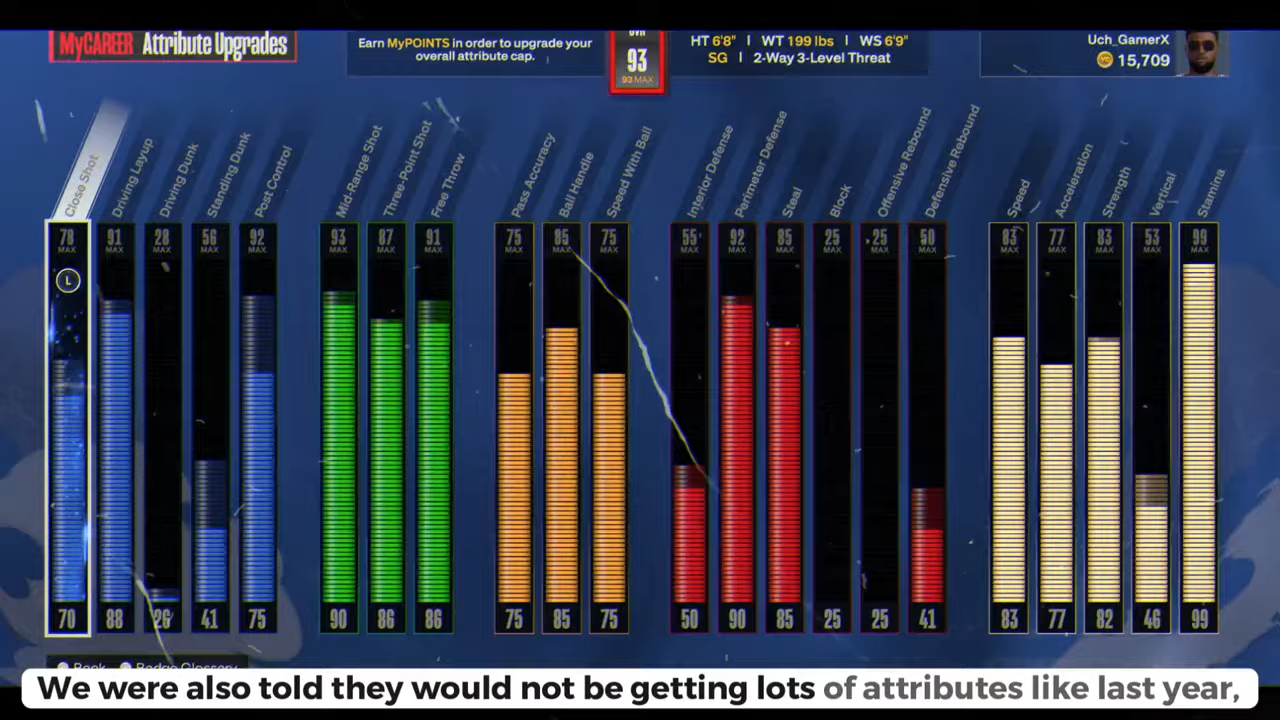 MyCAREER Attribute Upgrades
Earn MyPOINTS in order to upgrade your
overall attribute cap.
OVR
93
93 MAX
HT 6'8" | WT 199 lbs | WS 6'9"
SG | 2-Way 3-Level Threat
Uch_GamerX
VC 15,709
Close Shot
Driving Layup
Driving Dunk
Standing Dunk
Post Control
Mid-Range Shot
Three-Point Shot
Free Throw
Pass Accuracy
Ball Handle
Speed With Ball
Interior Defense
Perimeter Defense
Steal
Block
Offensive Rebound
Defensive Rebound
Speed
Acceleration
Strength
Vertical
Stamina
78 91 28 56 92 93 87 91 75 85 75 55 92 85 25 25 50 83 77 83 53 99
MAX MAX MAX MAX MAX MAX MAX MAX MAX MAX MAX MAX MAX MAX MAX MAX MAX MAX MAX MAX MAX MAX
L
70 88 26 41 75 90 86 86 75 85 75 50 90 85 25 25 41 83 77 82 46 99
Back Badge Glossary
We were also told they would not be getting lots of attributes like last year,